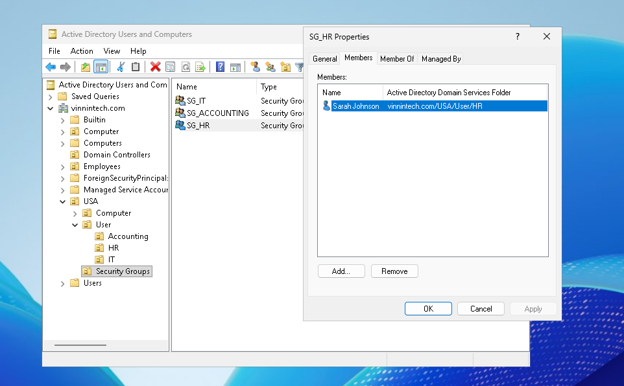 Active Directory Users and Computers
File Action View Help
Active Directory Users and Com
Saved Queries
vinnintech.com
Builtin
Computer
Computers
Domain Controllers
Employees
ForeignSecurityPrincipal:
Managed Service Accour
USA
Computer
User
Accounting
HR
IT
Security Groups
Users
Name Type
SG_IT Security Grou
SG_ACCOUNTING Security Grou
SG_HR Security Grou
SG_HR Properties
General Members Member Of Managed By
Members:
Name Active Directory Domain Services Folder
Sarah Johnson vinnintech.com/USA/User/HR
Add... Remove
OK Cancel Apply